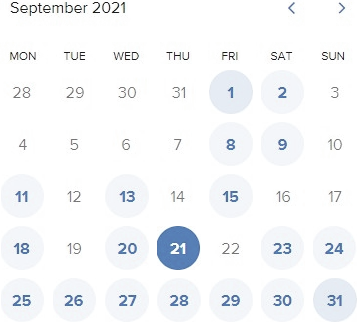 September 2021
MON TUE WED THU FRI SAT SUN
28 29 30 31 1 2 3
4 5 6 7 8 9 10
11 12 13 14 15 16 17
18 19 20 21 22 23 24
25 26 27 28 29 30 31